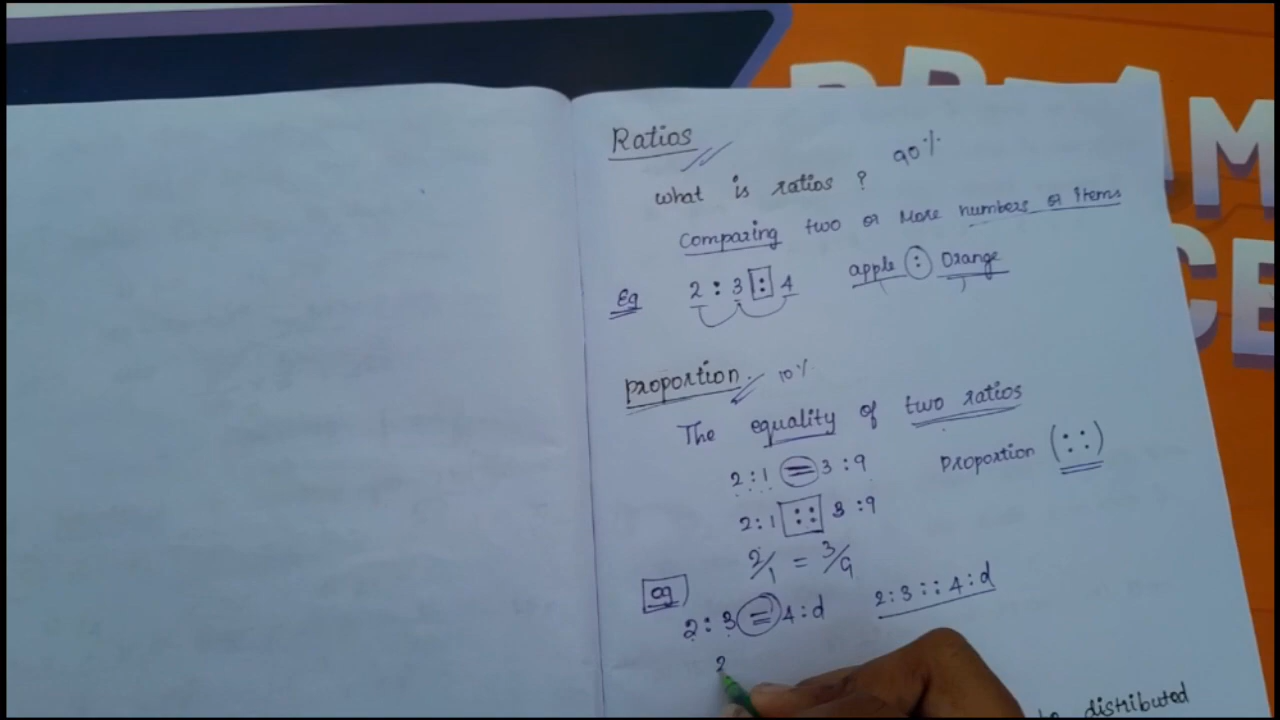 Ratios
90%
What is ratios ?
Comparing two or More numbers or Items
Eg 2 : 3 : 4 apple : Orange
proportion. 10%
The equality of two ratios
2:1 = 3:9 Proportion (::)
2:1 :: 3:9
2/1 = 3/9
eg
2:3 = 4:d 2:3::4:d
2
distributed